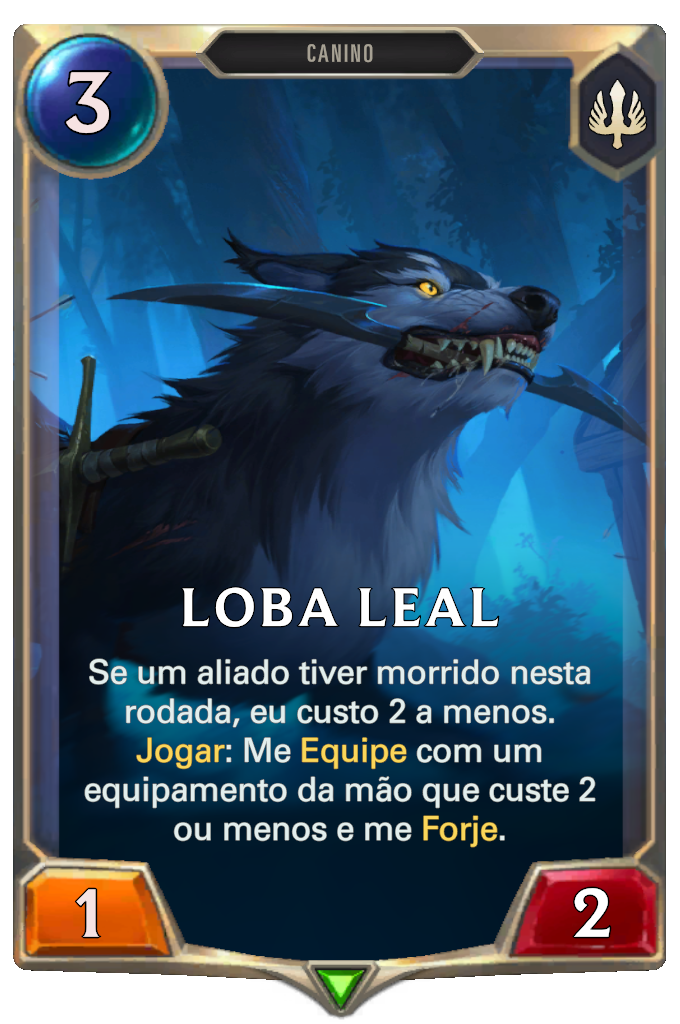 CANINO
3
LOBA LEAL
Se um aliado tiver morrido nesta
rodada, eu custo 2 a menos.
Jogar: Me Equipe com um
equipamento da mão que custe 2
ou menos e me Forje.
1
2